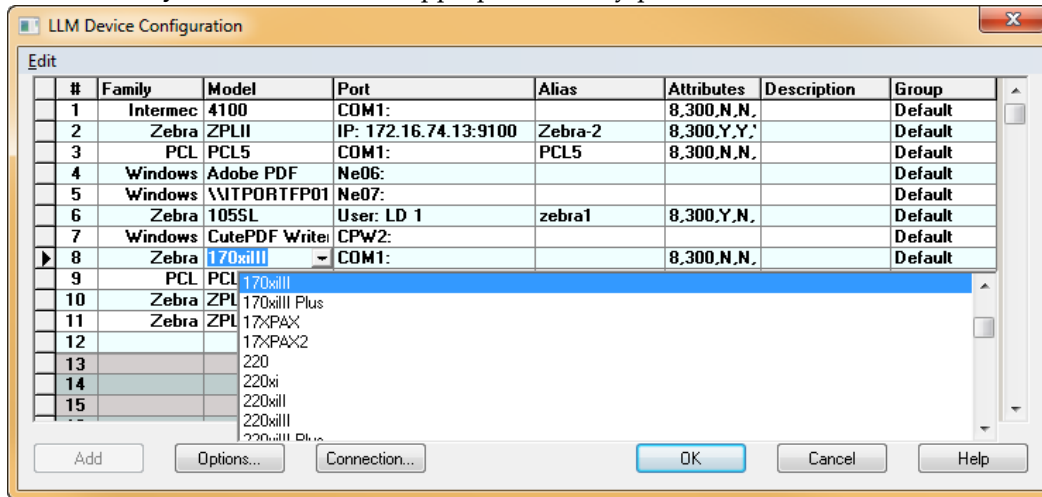 LLM Device Configuration
Edit
# Family Model Port Alias Attributes Description Group
1 Intermec 4100 COM1: 8,300,N,N, Default
2 Zebra ZPLII IP: 172.16.74.13:9100 Zebra-2 8,300,Y,Y,' Default
3 PCL PCL5 COM1: PCL5 8,300,N,N, Default
4 Windows Adobe PDF Ne06: Default
5 Windows \\ITPORTFP01 Ne07: Default
6 Zebra 105SL User: LD 1 zebra1 8,300,Y,N, Default
7 Windows CutePDF Writer CPW2: Default
8 Zebra 170xiIII COM1: 8,300,N,N, Default
9 PCL PCL
10 Zebra ZPL
11 Zebra ZPL
12
13
14
15
170xiIII
170xiIII Plus
17XPAX
17XPAX2
220
220xi
220xiII
220xiIII
220xiIII Plus
Add Options... Connection... OK Cancel Help